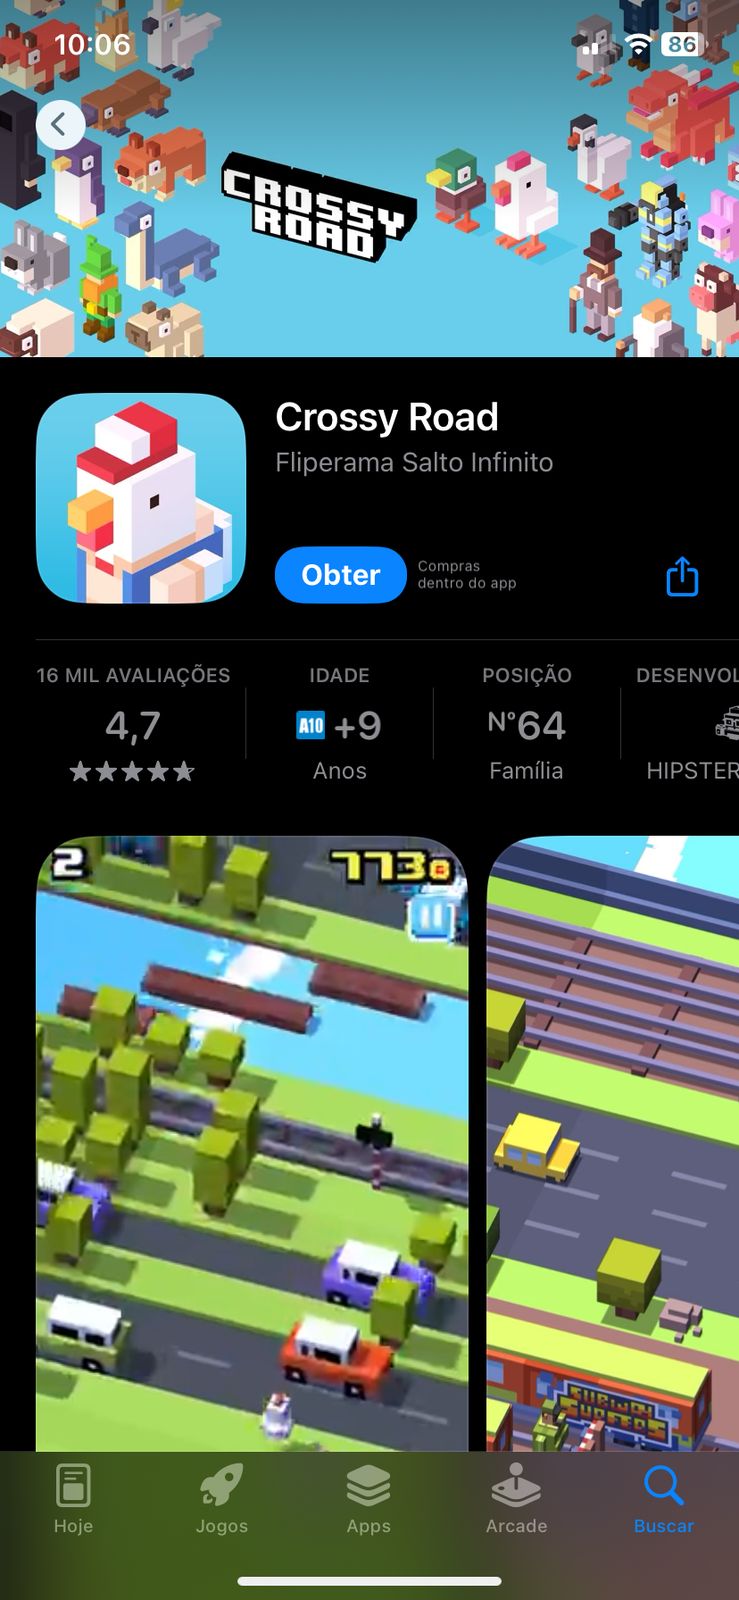 10:06
86
CROSSY
ROAD
Crossy Road
Fliperama Salto Infinito
Obter
Compras
dentro do app
16 MIL AVALIAÇÕES
4,7
IDADE
A10 +9
Anos
POSIÇÃO
Nº64
Família
DESENVOL
HIPSTER
2
773
SUBWAY
SURFERS
Hoje
Jogos
Apps
Arcade
Buscar